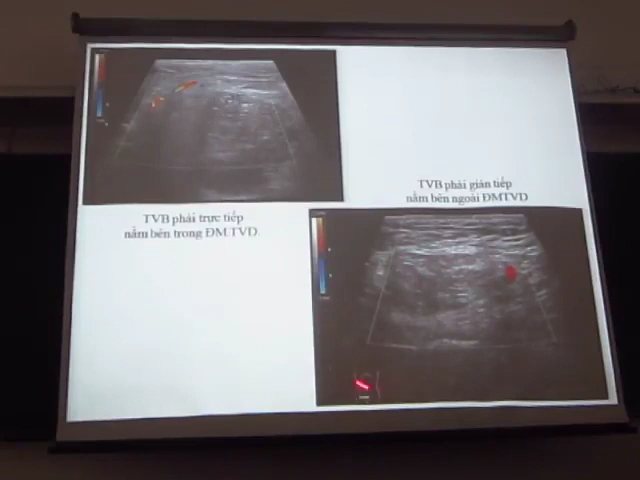 TVB phải gián tiếp
nằm bên ngoài ĐMTVD
TVB phải trực tiếp
nằm bên trong ĐM TVD